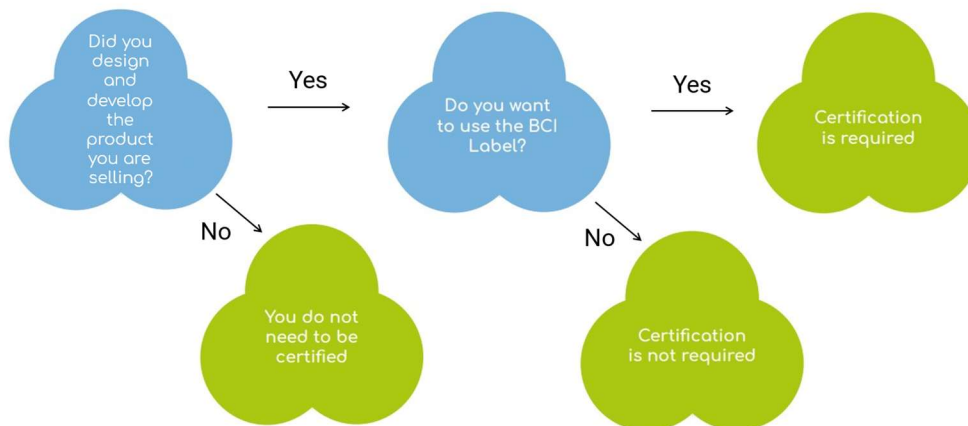 Did you
design
and
develop
the
product
you are
selling?
Yes
Do you want
to use the BCI
Label?
Yes
Certification
is required
No
You do not
need to be
certified
No
Certification
is not required